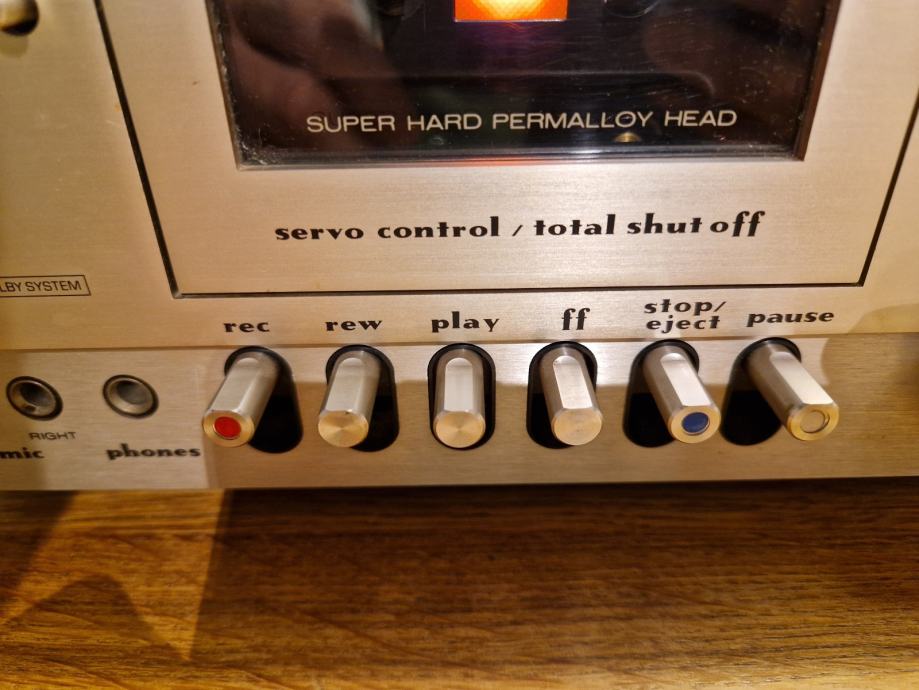 SUPER HARD PERMALLOY HEAD
servo control / total shut off
LBY SYSTEM
rec rew play ff stop/ eject pause
RIGHT
mic phones